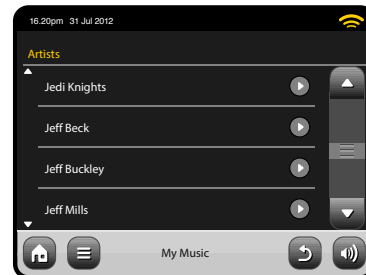 16.20pm 31 Jul 2012
Artists
Jedi Knights
Jeff Beck
Jeff Buckley
Jeff Mills
My Music